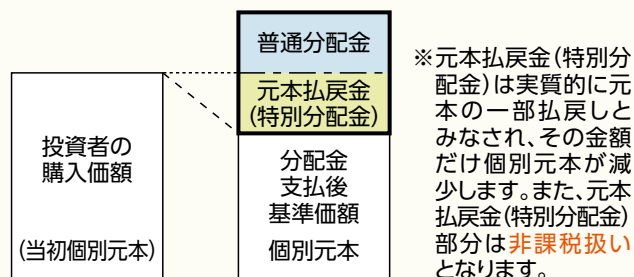 投資者の
購入価額
(当初個別元本)
普通分配金
元本払戻金
(特別分配金)
分配金
支払後
基準価額
個別元本
※元本払戻金(特別分
配金)は実質的に元
本の一部払戻しと
みなされ、その金額
だけ個別元本が減
少します。また、元本
払戻金(特別分配金)
部分は非課税扱い
となります。